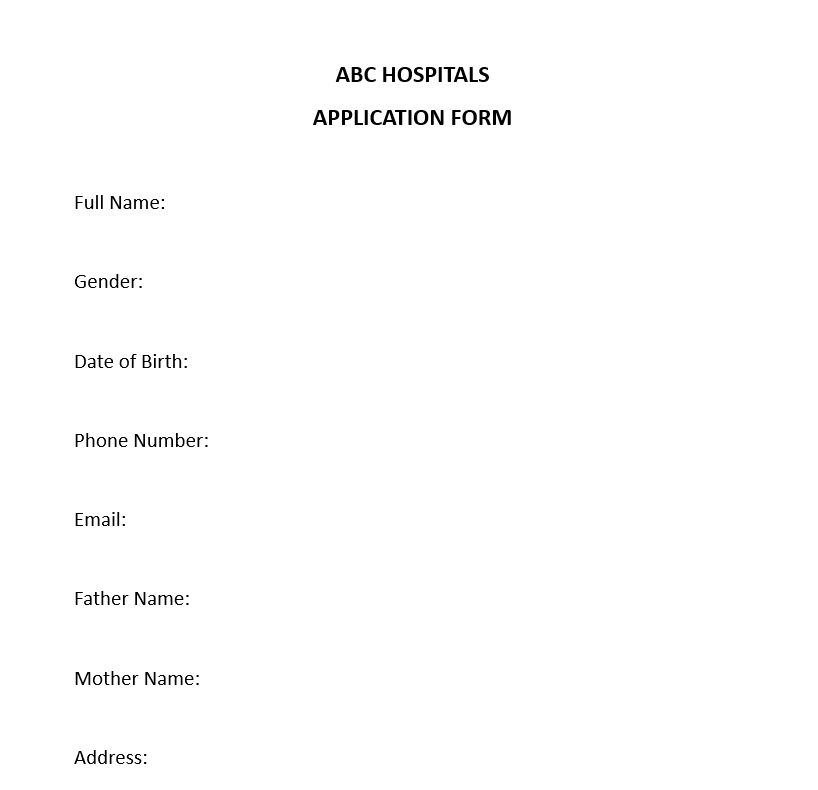 ABC HOSPITALS
APPLICATION FORM
Full Name:
Gender:
Date of Birth:
Phone Number:
Email:
Father Name:
Mother Name:
Address: